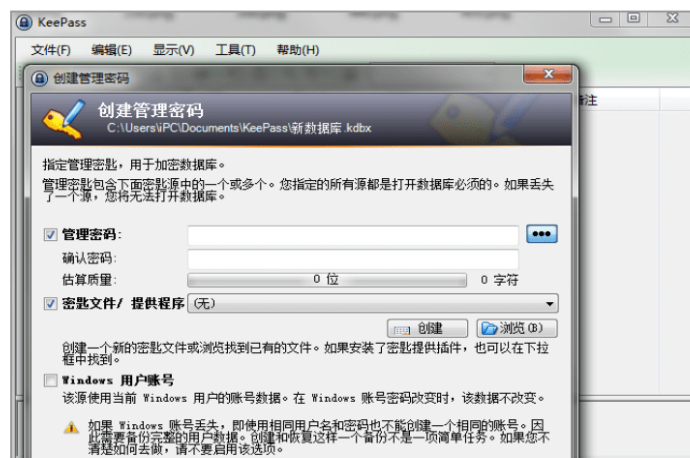 KeePass
文件(F) 编辑(E) 显示(V) 工具(T) 帮助(H)
注
创建管理密码
创建管理密码
C:\Users\iPC\Documents\KeePass\新数据库.kdbx
指定管理密匙，用于加密数据库。
管理密匙包含下面密匙源中的一个或多个。您指定的所有源都是打开数据库必须的。如果丢失
了一个源，您将无法打开数据库。
管理密码:
确认密码:
估算质量: 0 位 0 字符
密匙文件/ 提供程序 (无)
创建 浏览(B)
创建一个新的密匙文件或浏览找到已有的文件。如果安装了密匙提供插件，也可以在下拉
框中找到。
Windows 用户账号
该源使用当前 Windows 用户的账号数据。在 Windows 账号密码改变时，该数据不改变。
如果 Windows 账号丢失，即使用相同用户名和密码也不能创建一个相同的账号。因
此需要备份完整的用户数据。创建和恢复这样一个备份不是一项简单任务。如果您不
清楚如何去做，请不要启用该选项。